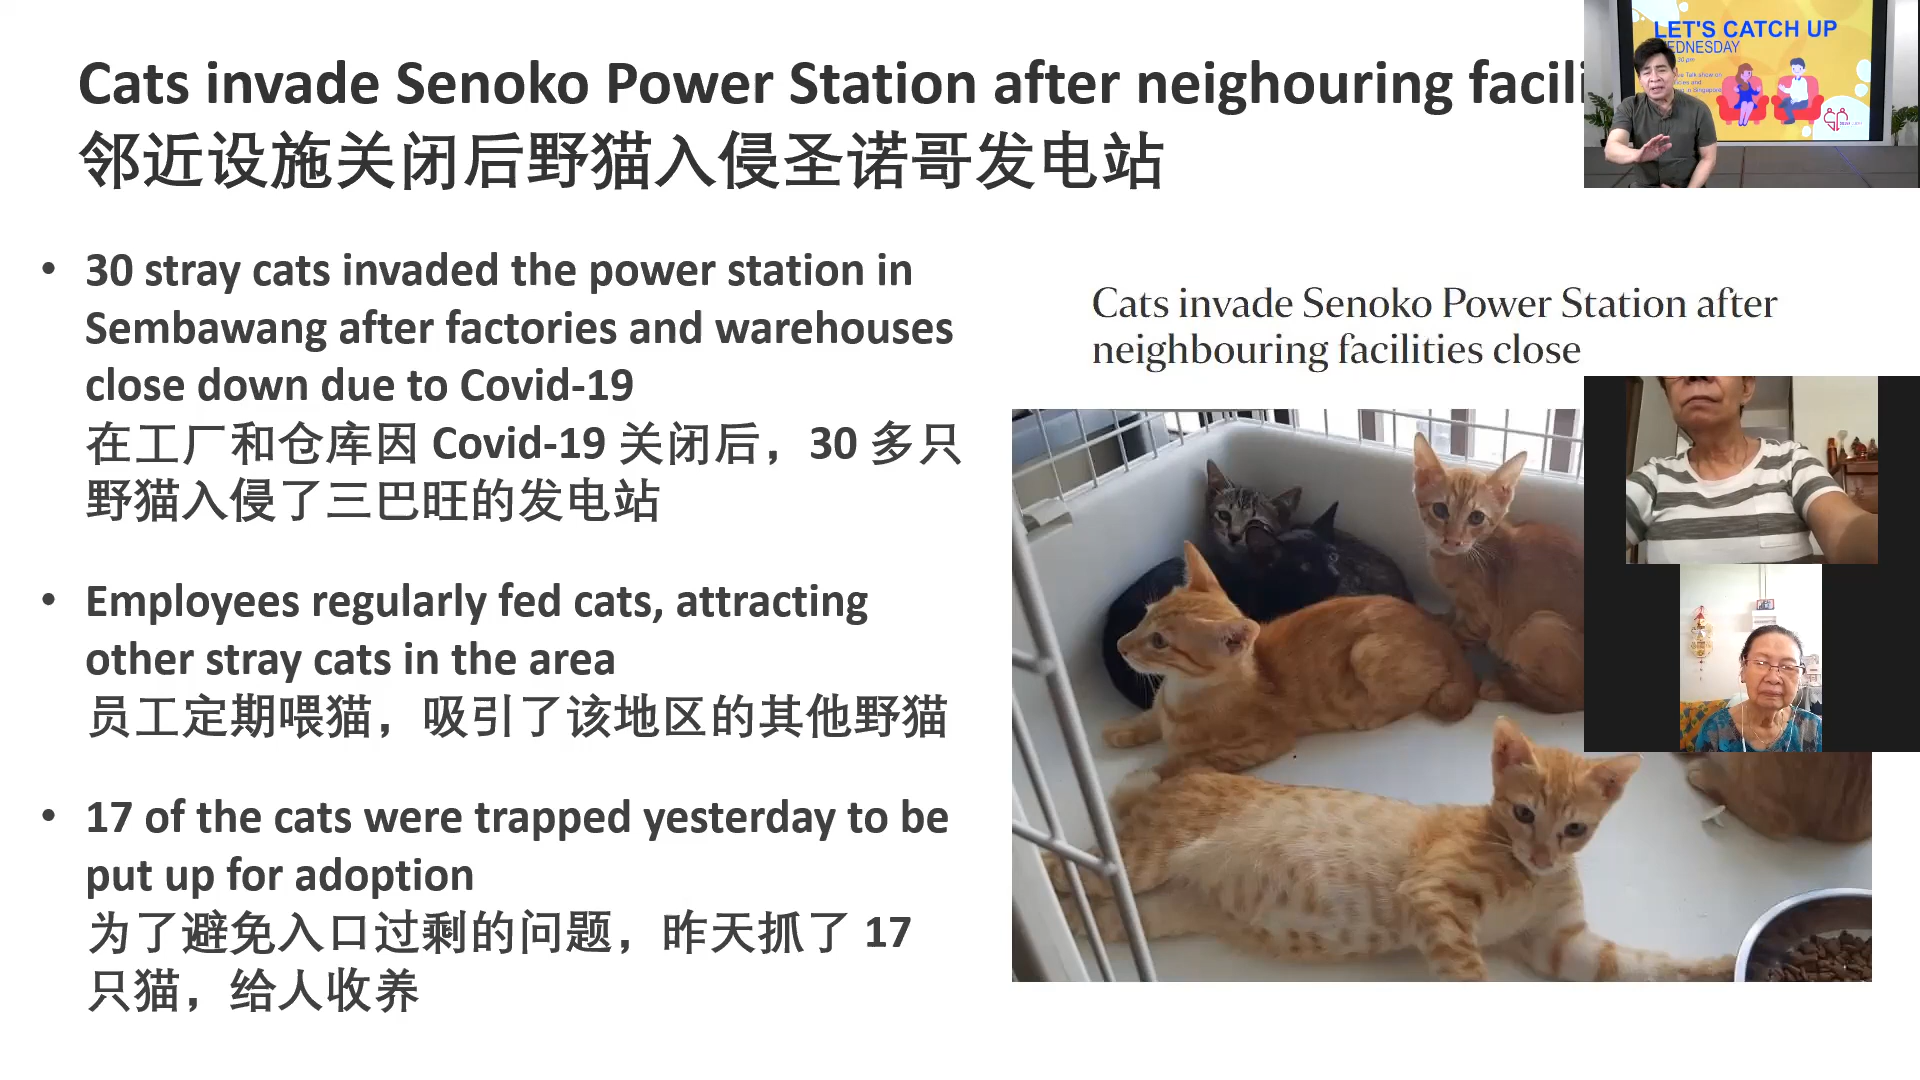 Cats invade Senoko Power Station after neighbouring
邻近设施关闭后野猫入侵圣诺哥发电站
• 30 stray cats invaded the power station in
Sembawang after factories and warehouses
close down due to Covid-19
在工厂和仓库因 Covid-19 关闭后，30 多只
野猫入侵了三巴旺的发电站
• Employees regularly fed cats, attracting
other stray cats in the area
员工定期喂猫，吸引了该地区的其他野猫
• 17 of the cats were trapped yesterday to be
put up for adoption
为了避免入口过剩的问题，昨天抓了 17
只猫，给人收养
Cats invade Senoko Power Station after
neighbouring facilities close
LET'S CATCH UP